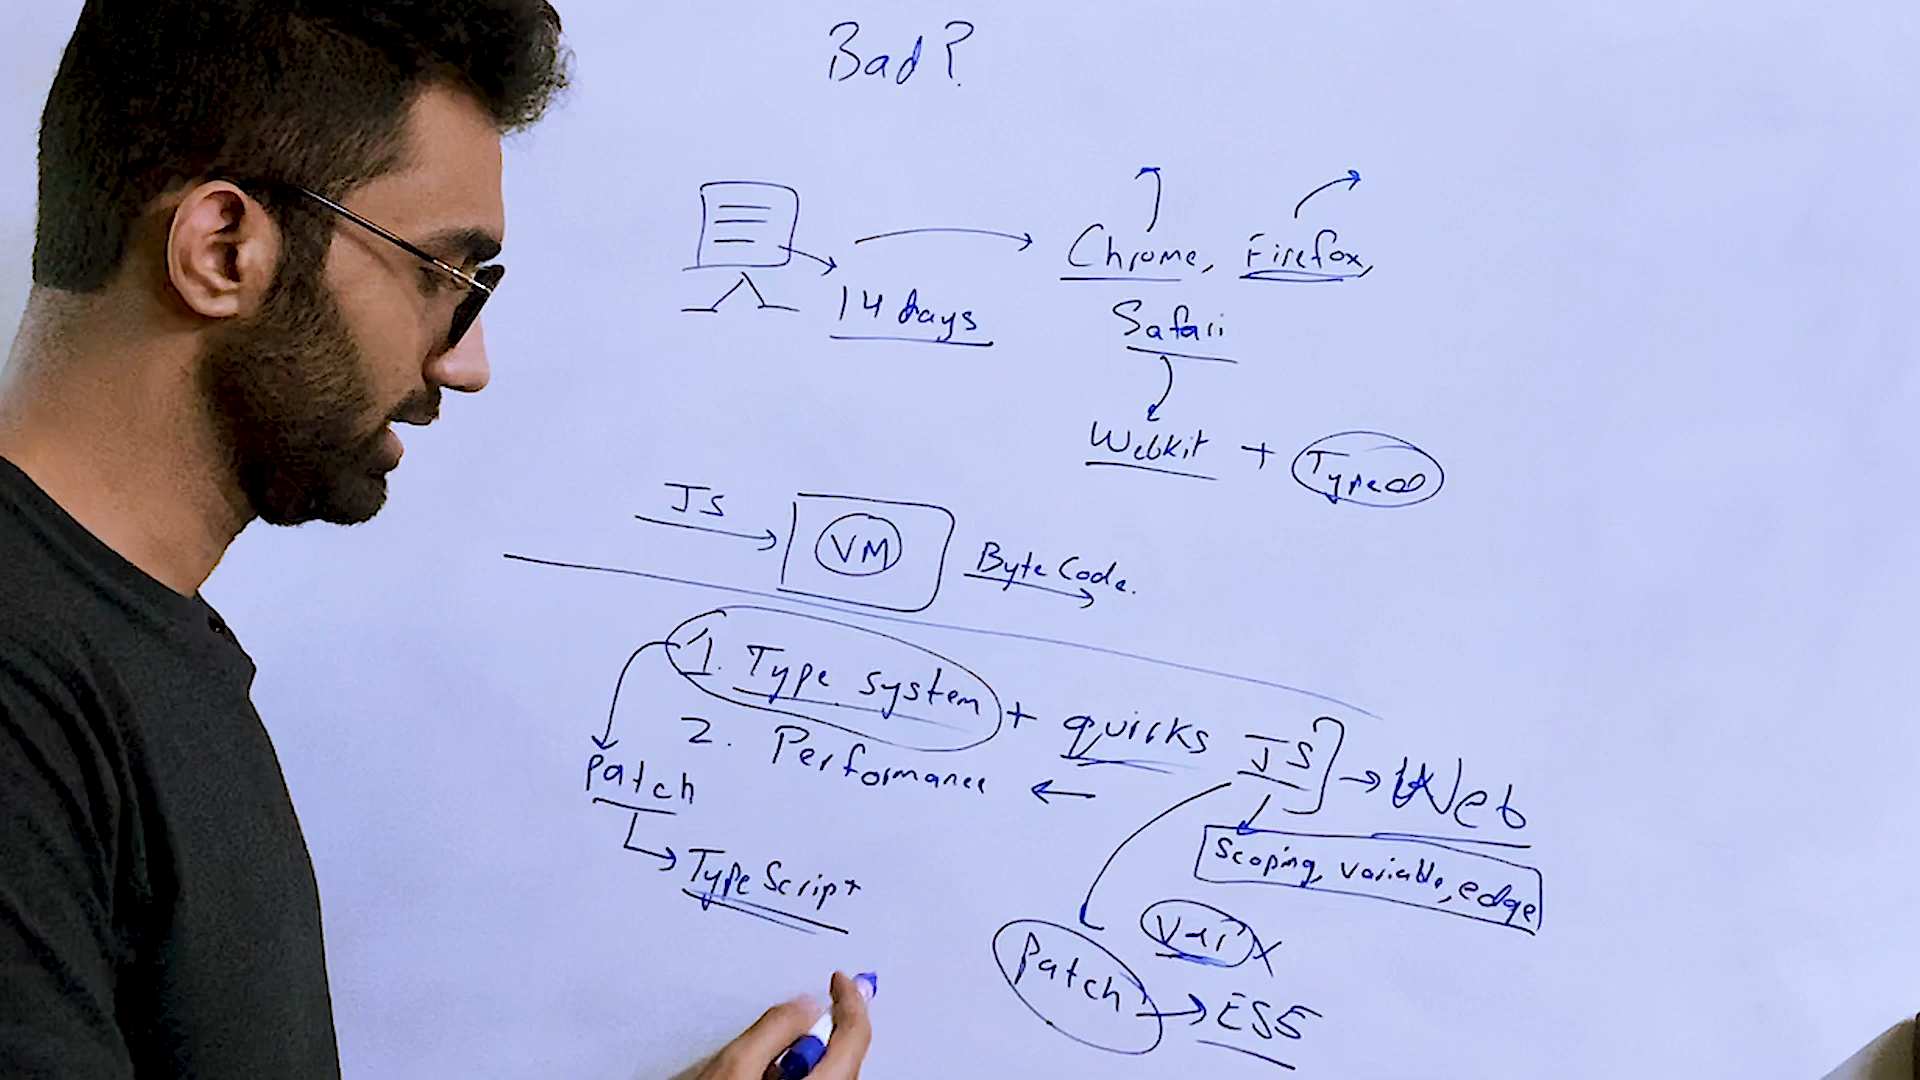 Bad?
Chrome, Firefox,
14 days
Safari
Webkit +
JS
VM
Byte Code.
1. Type system + quirks JS → Web
2. Performance ←
Patch
Scoping, variable, edge
TypeScript
Var X
Patch → ES5